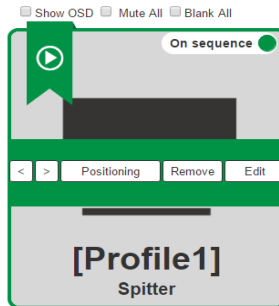 Show OSD Mute All Blank All
On sequence
< > Positioning Remove Edit
[Profile1]
Spitter